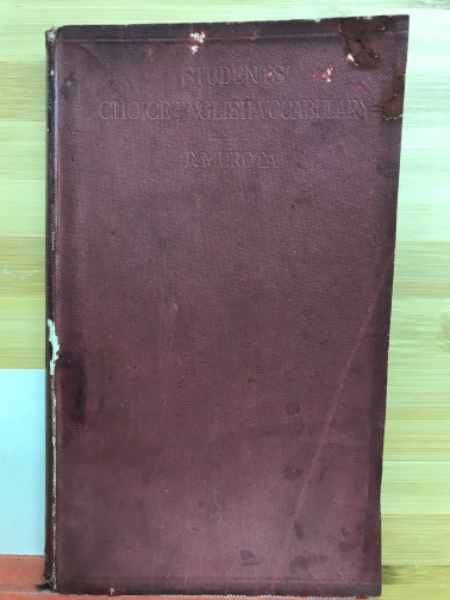 STUDENTS'
CHOICE ENGLISH VOCABULARY
MUROTA